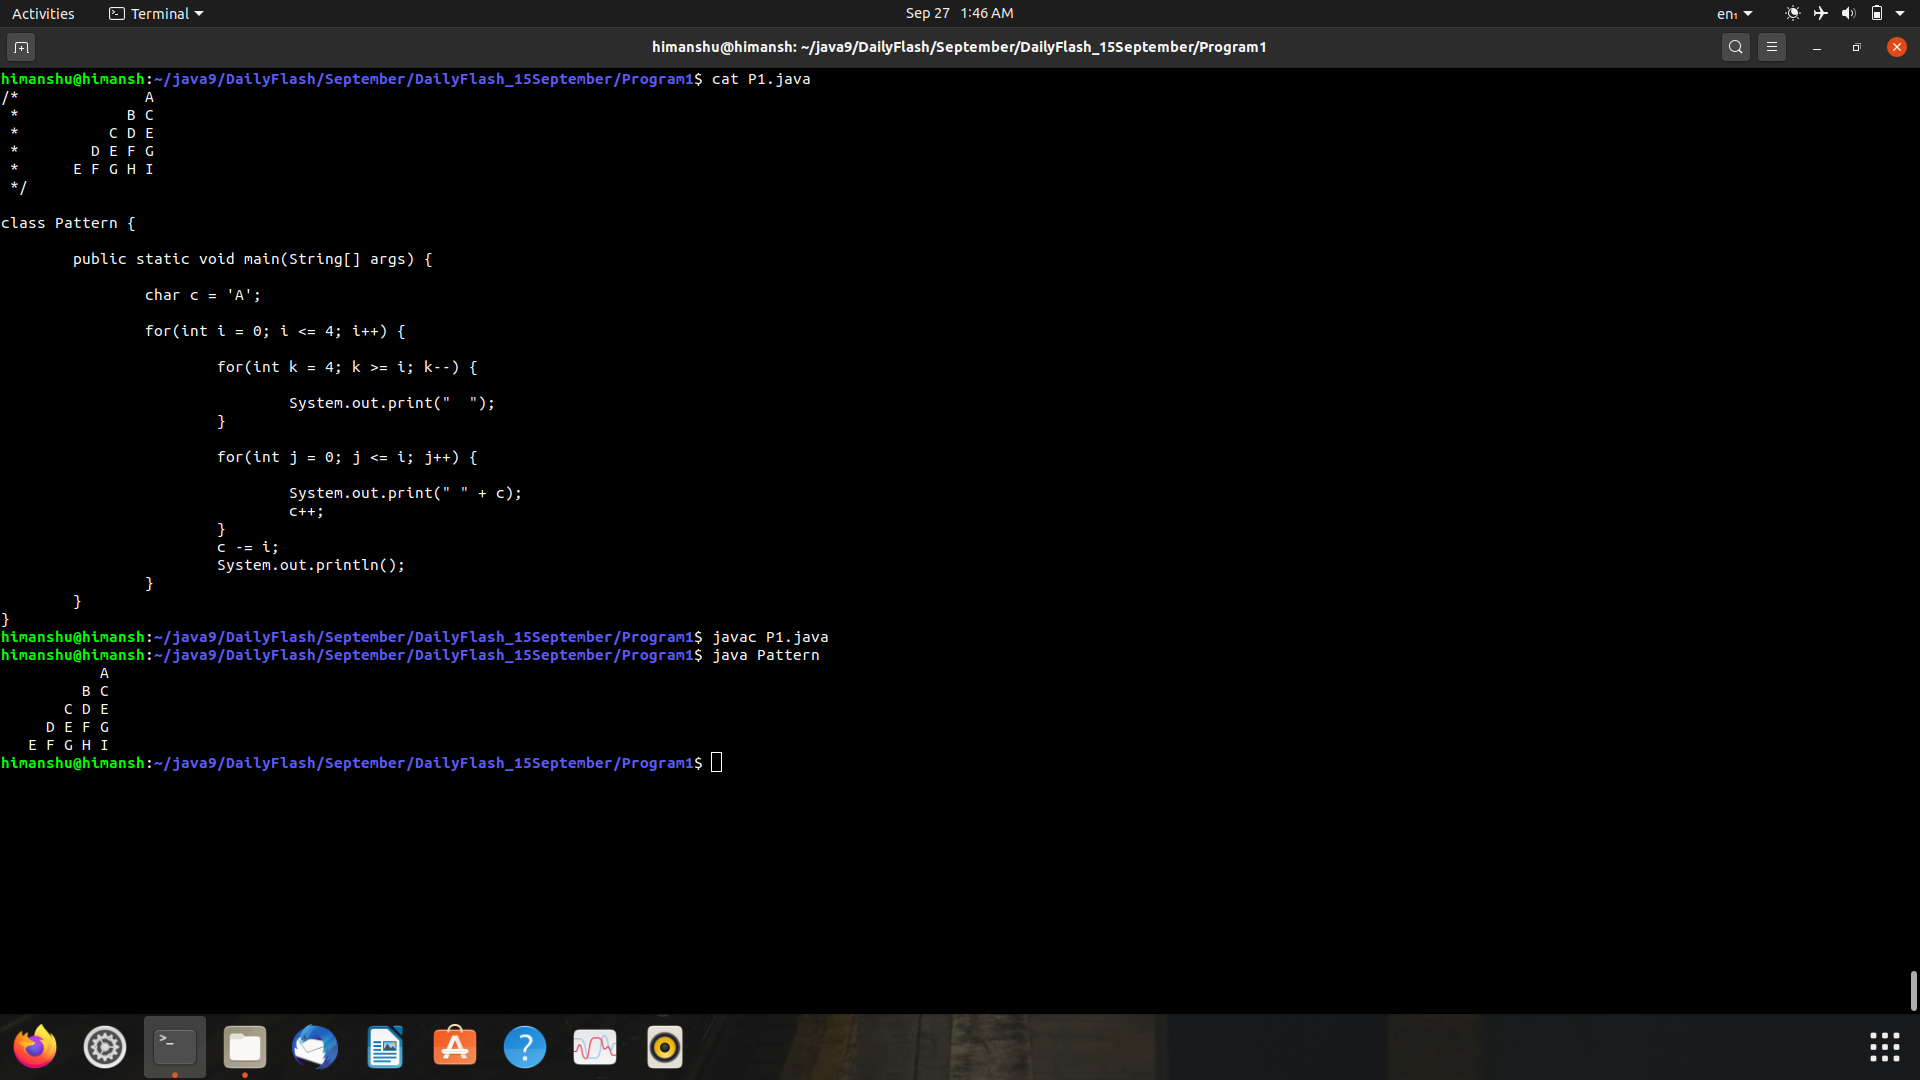 Activities Terminal Sep 27 1:46 AM en₁
himanshu@himansh: ~/java9/DailyFlash/September/DailyFlash_15September/Program1
himanshu@himansh:~/java9/DailyFlash/September/DailyFlash_15September/Program1$ cat P1.java
/*              A
 *            B C
 *          C D E
 *        D E F G
 *      E F G H I
 */

class Pattern {

        public static void main(String[] args) {

                char c = 'A';

                for(int i = 0; i <= 4; i++) {

                        for(int k = 4; k >= i; k--) {

                                System.out.print("  ");
                        }

                        for(int j = 0; j <= i; j++) {

                                System.out.print(" " + c);
                                c++;
                        }
                        c -= i;
                        System.out.println();
                }
        }
}
himanshu@himansh:~/java9/DailyFlash/September/DailyFlash_15September/Program1$ javac P1.java
himanshu@himansh:~/java9/DailyFlash/September/DailyFlash_15September/Program1$ java Pattern
           A
         B C
       C D E
     D E F G
   E F G H I
himanshu@himansh:~/java9/DailyFlash/September/DailyFlash_15September/Program1$